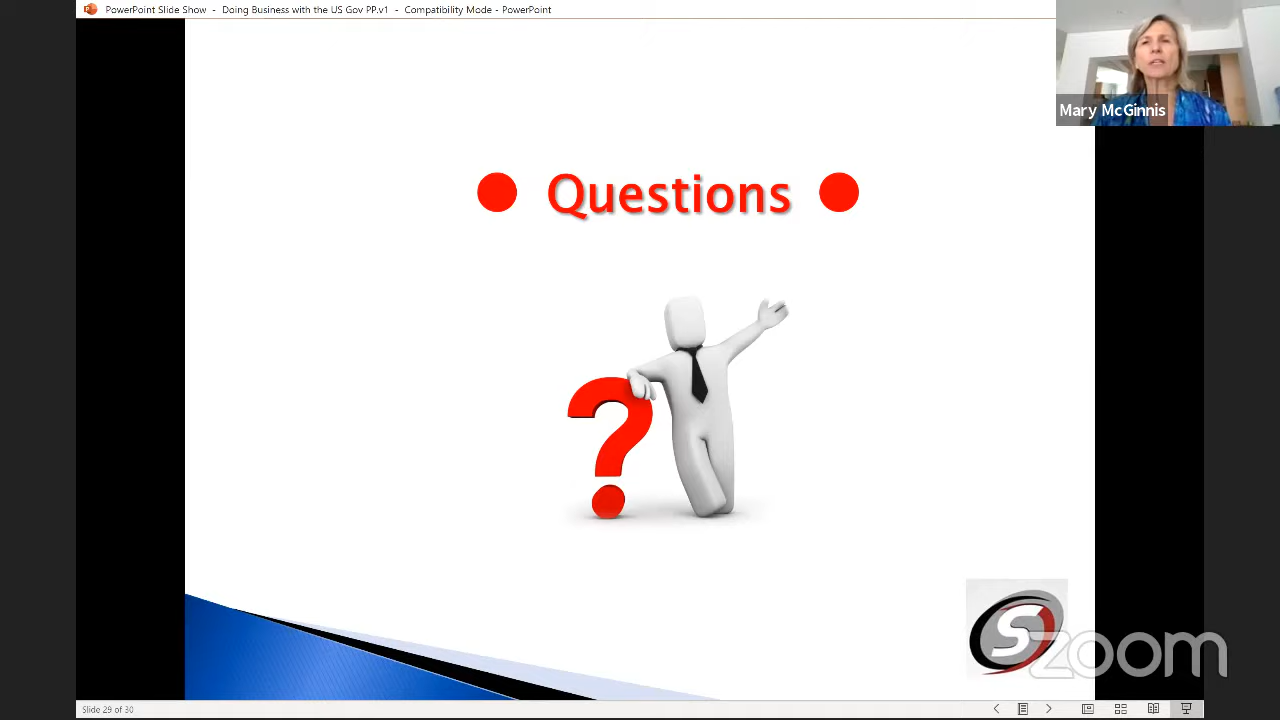 PowerPoint Slide Show - Doing Business with the US Gov PP.v1 - Compatibility Mode - PowerPoint
Mary McGinnis
Questions
?
S
zoom
Slide 29 of 30